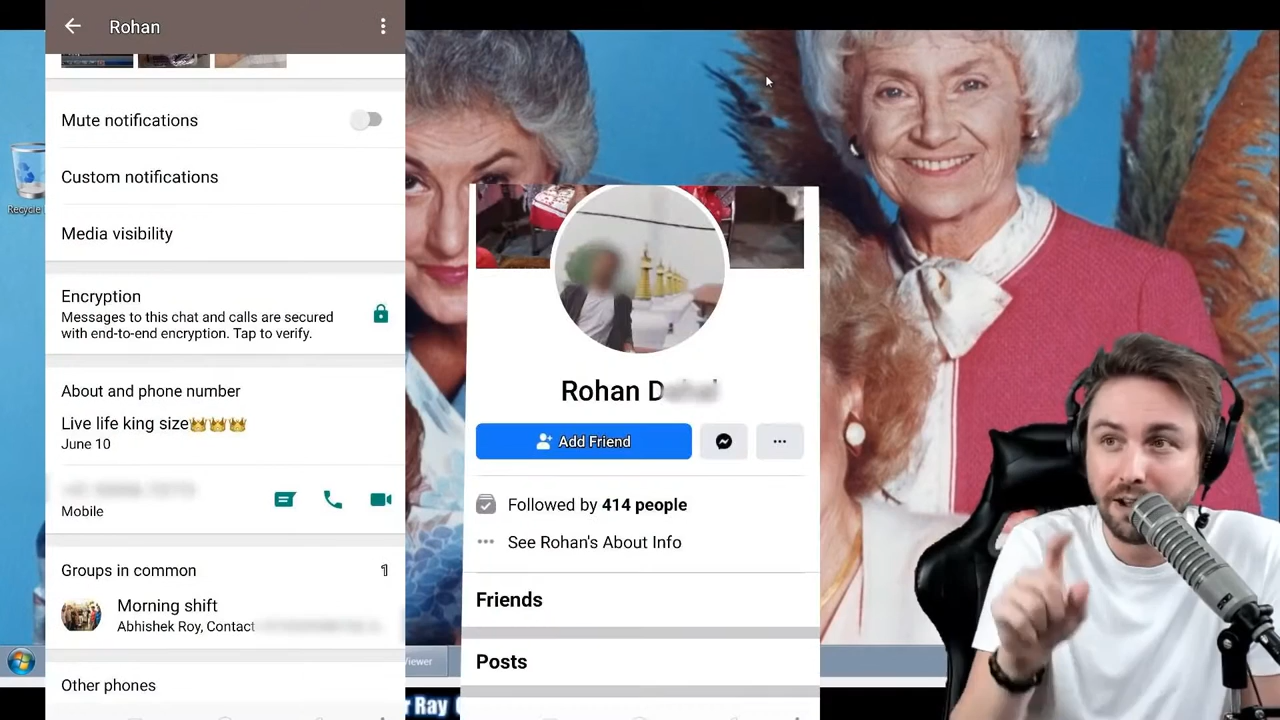 Rohan
Mute notifications
Custom notifications
Media visibility
Encryption
Messages to this chat and calls are secured
with end-to-end encryption. Tap to verify.
About and phone number
Live life king size👑👑👑
June 10
Mobile
Groups in common
1
Morning shift
Abhishek Roy, Contact
Other phones
Recycle
Rohan
Add Friend
Followed by 414 people
See Rohan's About Info
Friends
Posts
Ray